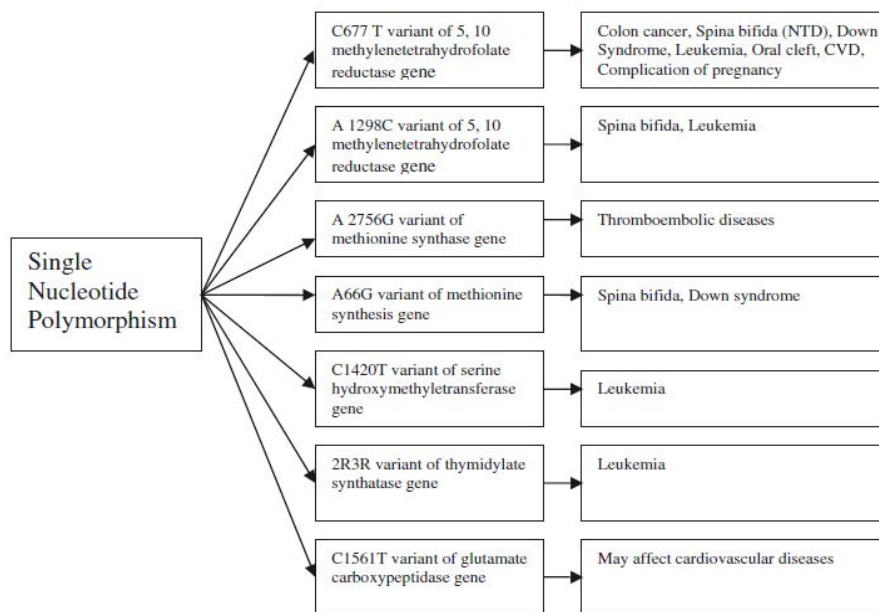 C677 T variant of 5, 10
methylenetetrahydrofolate
reductase gene
Colon cancer, Spina bifida (NTD), Down
Syndrome, Leukemia, Oral cleft, CVD,
Complication of pregnancy
A 1298C variant of 5, 10
methylenetetrahydrofolate
reductase gene
Spina bifida, Leukemia
A 2756G variant of
methionine synthase gene
Thromboembolic diseases
Single
Nucleotide
Polymorphism
A66G variant of methionine
synthesis gene
Spina bifida, Down syndrome
C1420T variant of serine
hydroxymethyletransferase
gene
Leukemia
2R3R variant of thymidylate
synthatase gene
Leukemia
C1561T variant of glutamate
carboxypeptidase gene
May affect cardiovascular diseases